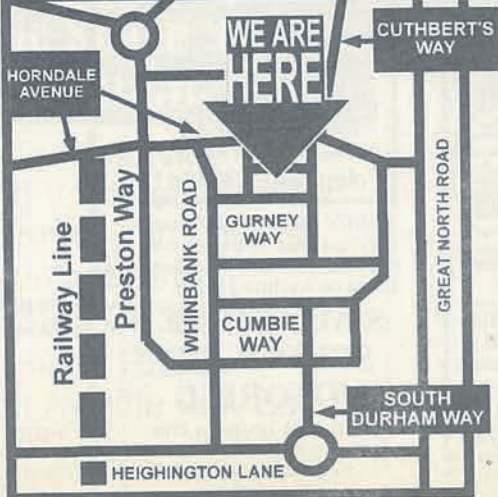 WE ARE
HERE
CUTHBERT'S
WAY
HORNDALE
AVENUE
Railway Line
Preston Way
WHINBANK ROAD
GURNEY
WAY
GREAT NORTH ROAD
CUMBIE
WAY
SOUTH
DURHAM WAY
HEIGHINGTON LANE